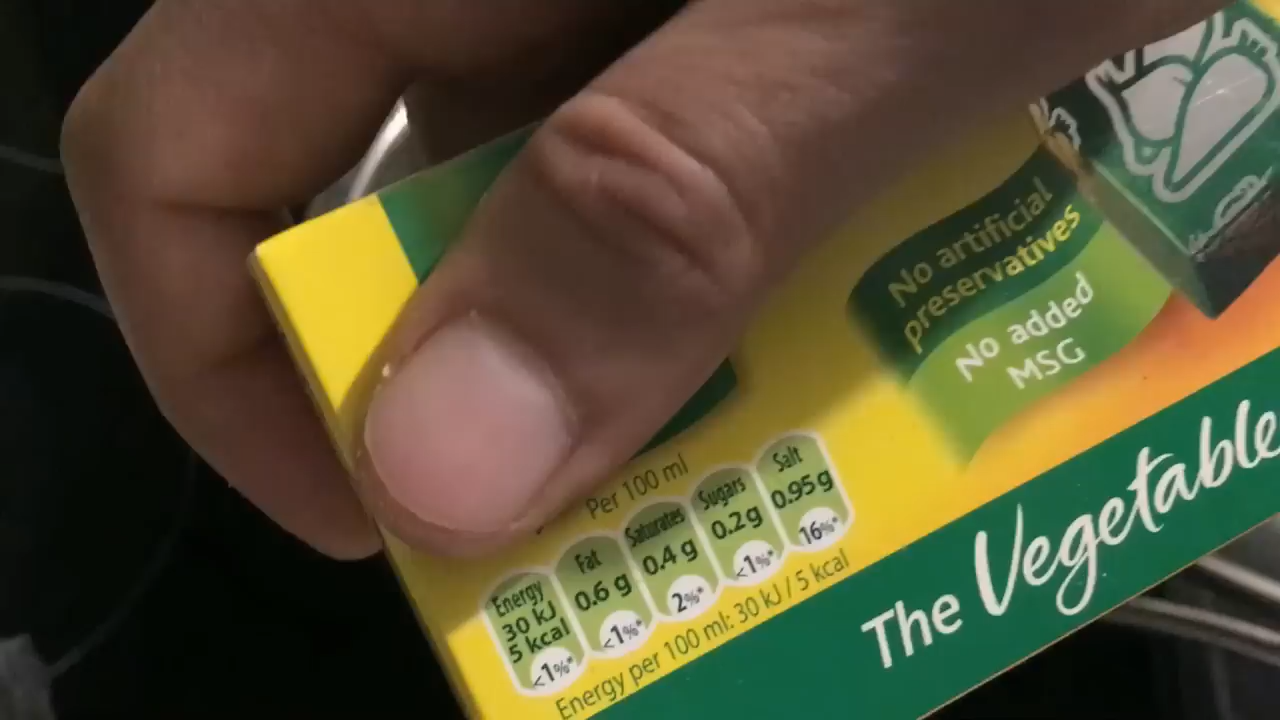 No artificial
preservatives
No added
MSG
Per 100 ml
Energy
30 kJ
5 kcal
<1%*
Fat
0.6 g
<1%*
Saturates
0.4 g
2%*
Sugars
0.2g
<1%*
Salt
0.95g
16%*
Energy per 100 ml: 30 kJ / 5 kcal
The Vegetable